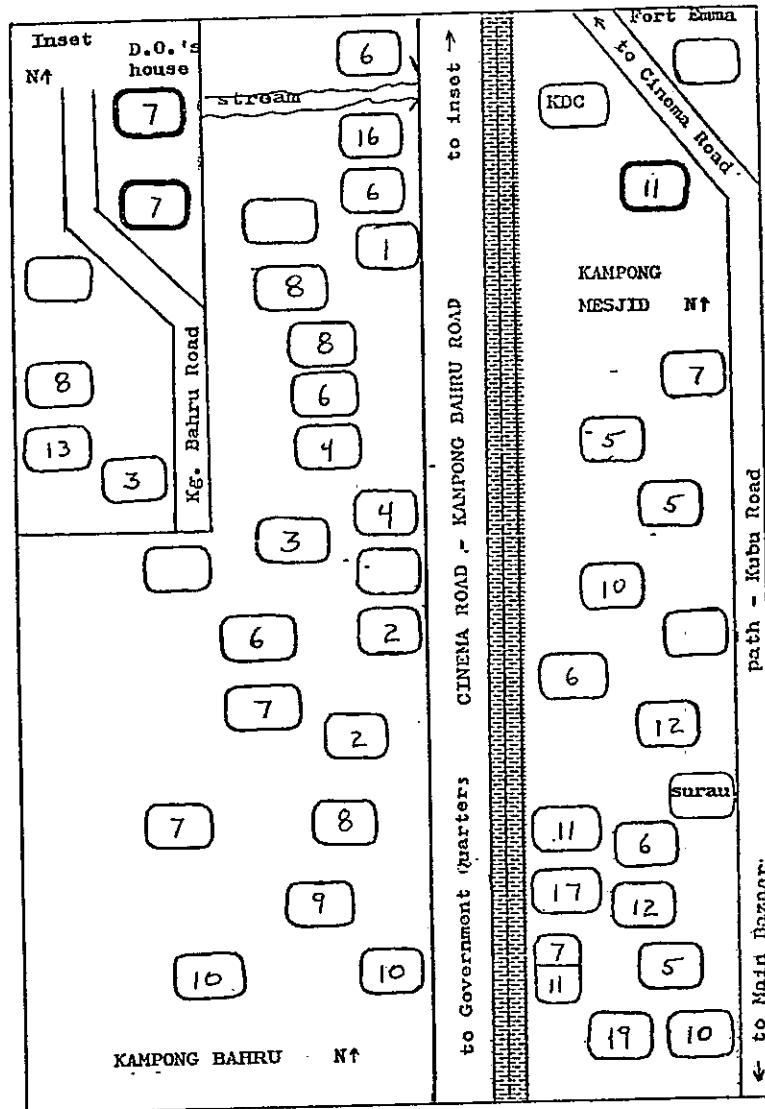 Inset
D.O.'s
house
N↑
7
7
8
13
3
Kg. Bahru Road
6
stream
16
6
1
8
8
6
4
4
3
2
6
7
2
7
8
9
10
10
KAMPONG BAHRU N↑
to inset →
CINEMA ROAD - KAMPONG BAHRU ROAD
to Government Quarters
Fort Emma
← to Cinema Road
KDC
11
KAMPONG
MESJID N↑
7
5
5
10
6
12
surau
11
6
17
12
7
11
5
19
10
path - Kubu Road
← to Main Bazaar